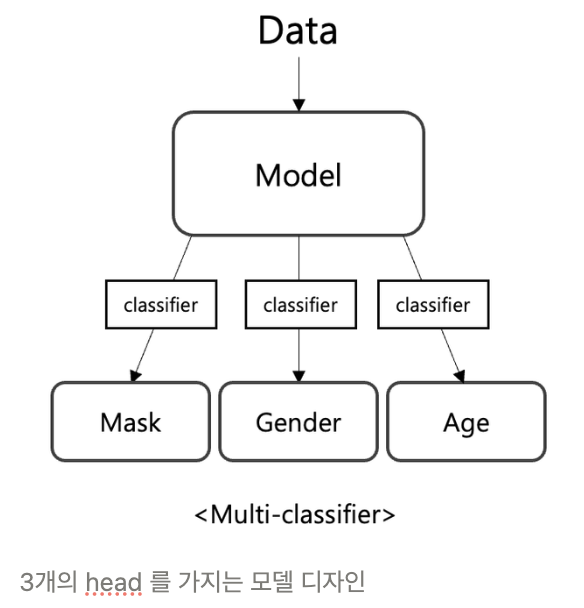 Data
Model
classifier classifier classifier
Mask Gender Age
<Multi-classifier>
3개의 head 를 가지는 모델 디자인